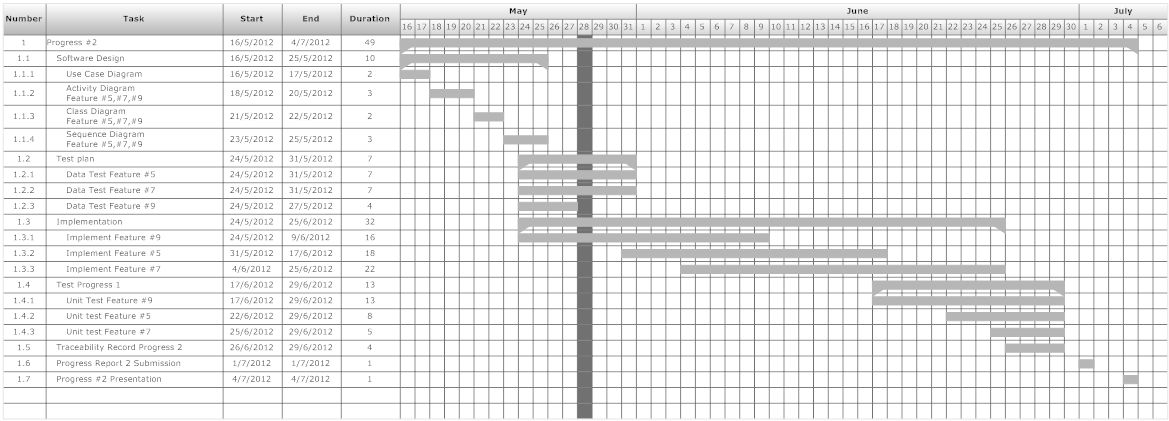 Number Task Start End Duration May June July
16 17 18 19 20 21 22 23 24 25 26 27 28 29 30 31 1 2 3 4 5 6 7 8 9 10 11 12 13 14 15 16 17 18 19 20 21 22 23 24 25 26 27 28 29 30 1 2 3 4 5 6
1 Progress #2 16/5/2012 4/7/2012 49
1.1 Software Design 16/5/2012 25/5/2012 10
1.1.1 Use Case Diagram 16/5/2012 17/5/2012 2
1.1.2 Activity Diagram 18/5/2012 20/5/2012 3
Feature #5,#7,#9
1.1.3 Class Diagram 21/5/2012 22/5/2012 2
Feature #5,#7,#9
1.1.4 Sequence Diagram 23/5/2012 25/5/2012 3
Feature #5,#7,#9
1.2 Test plan 24/5/2012 31/5/2012 7
1.2.1 Data Test Feature #5 24/5/2012 31/5/2012 7
1.2.2 Data Test Feature #7 24/5/2012 31/5/2012 7
1.2.3 Data Test Feature #9 24/5/2012 27/5/2012 4
1.3 Implementation 24/5/2012 25/6/2012 32
1.3.1 Implement Feature #9 24/5/2012 9/6/2012 16
1.3.2 Implement Feature #5 31/5/2012 17/6/2012 18
1.3.3 Implement Feature #7 4/6/2012 25/6/2012 22
1.4 Test Progress 1 17/6/2012 29/6/2012 13
1.4.1 Unit Test Feature #9 17/6/2012 29/6/2012 13
1.4.2 Unit test Feature #5 22/6/2012 29/6/2012 8
1.4.3 Unit test Feature #7 25/6/2012 29/6/2012 5
1.5 Traceability Record Progress 2 26/6/2012 29/6/2012 4
1.6 Progress Report 2 Submission 1/7/2012 1/7/2012 1
1.7 Progress #2 Presentation 4/7/2012 4/7/2012 1